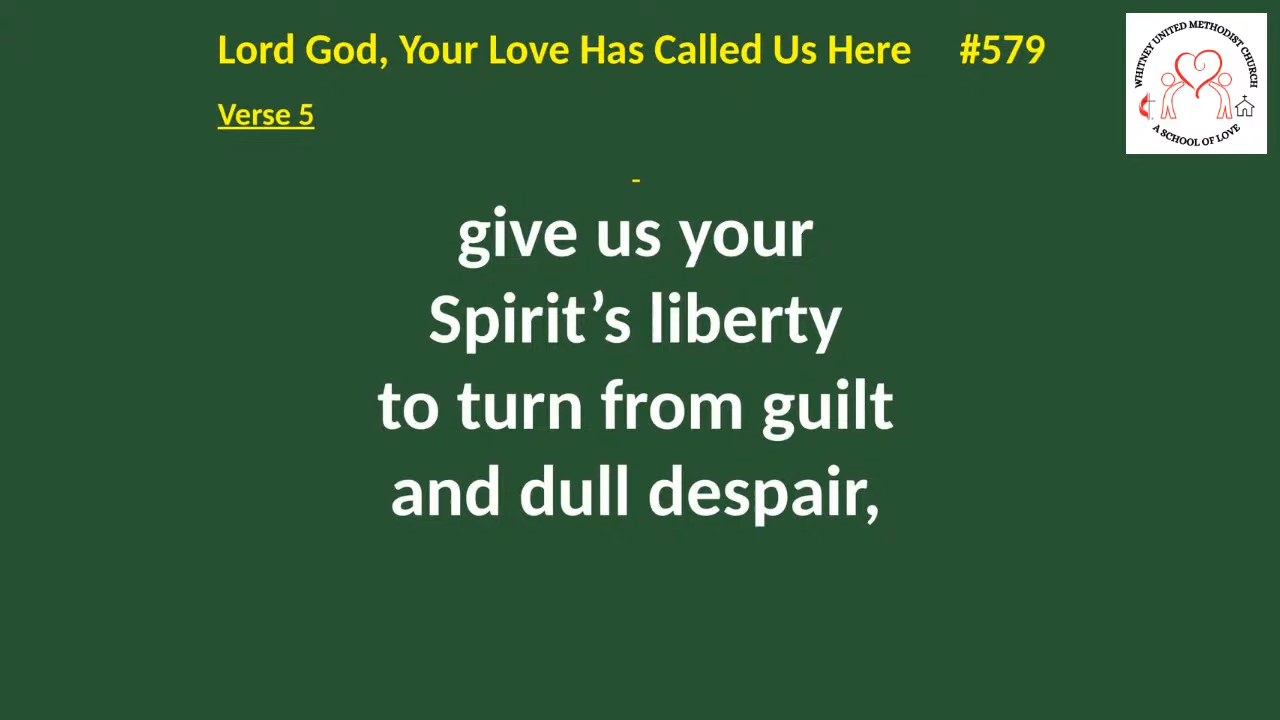 Lord God, Your Love Has Called Us Here #579
WHITNEY UNITED METHODIST CHURCH
A SCHOOL OF LOVE
Verse 5
-
give us your
Spirit’s liberty
to turn from guilt
and dull despair,